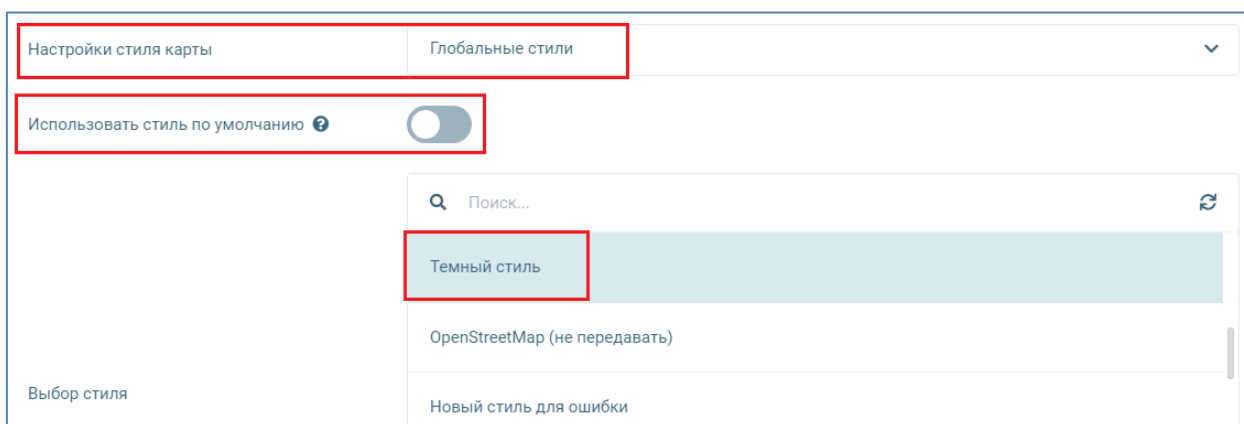 Настройки стиля карты
Глобальные стили
Использовать стиль по умолчанию ?
Поиск...
Темный стиль
OpenStreetMap (не передавать)
Выбор стиля
Новый стиль для ошибки